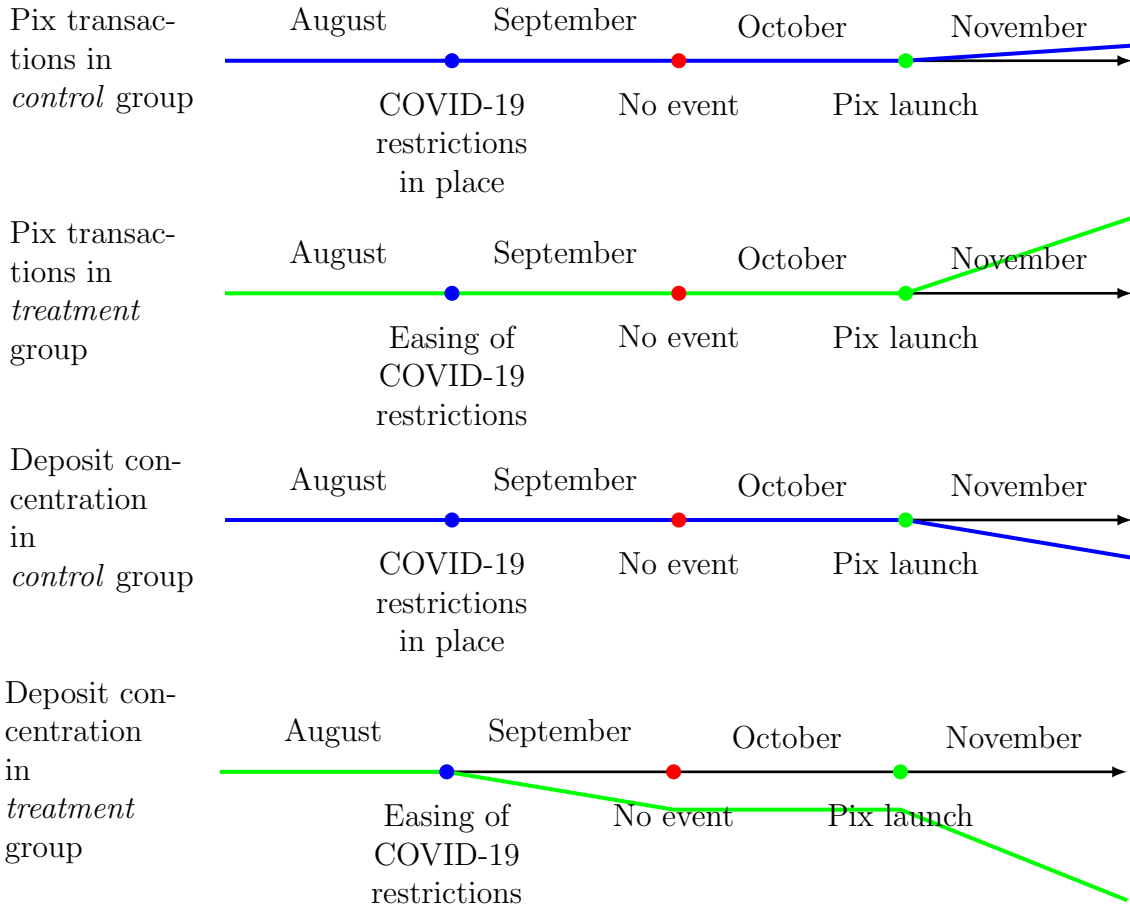 Pix transac-
tions in
control group
August
September
October
November
COVID-19
restrictions
in place
No event
Pix launch
Pix transac-
tions in
treatment
group
August
September
October
November
Easing of
COVID-19
restrictions
No event
Pix launch
Deposit con-
centration
in
control group
August
September
October
November
COVID-19
restrictions
in place
No event
Pix launch
Deposit con-
centration
in
treatment
group
August
September
October
November
Easing of
COVID-19
restrictions
No event
Pix launch